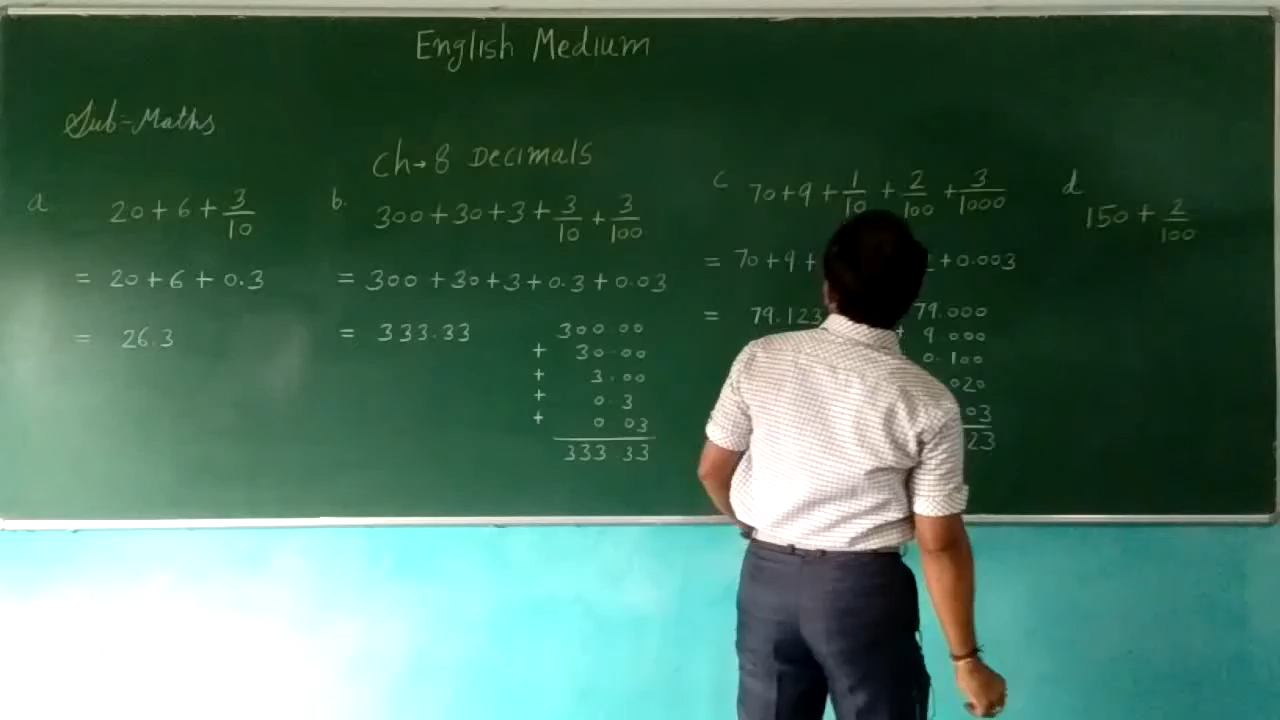 English Medium
Sub-Maths
Ch→8 Decimals
a 20+6+3/10
= 20+6+0.3
= 26.3
b. 300+30+3+3/10+3/100
= 300+30+3+0.3+0.03
= 333.33
300.00
+ 30.00
+ 3.00
+ 0.3
+ 0 03
333 33
c 70+9+1/10+2/100+3/1000
= 70+9+ +0.003
= 79.123
79.000
+ 9.000
0.100
020
03
23
d 150+2/100